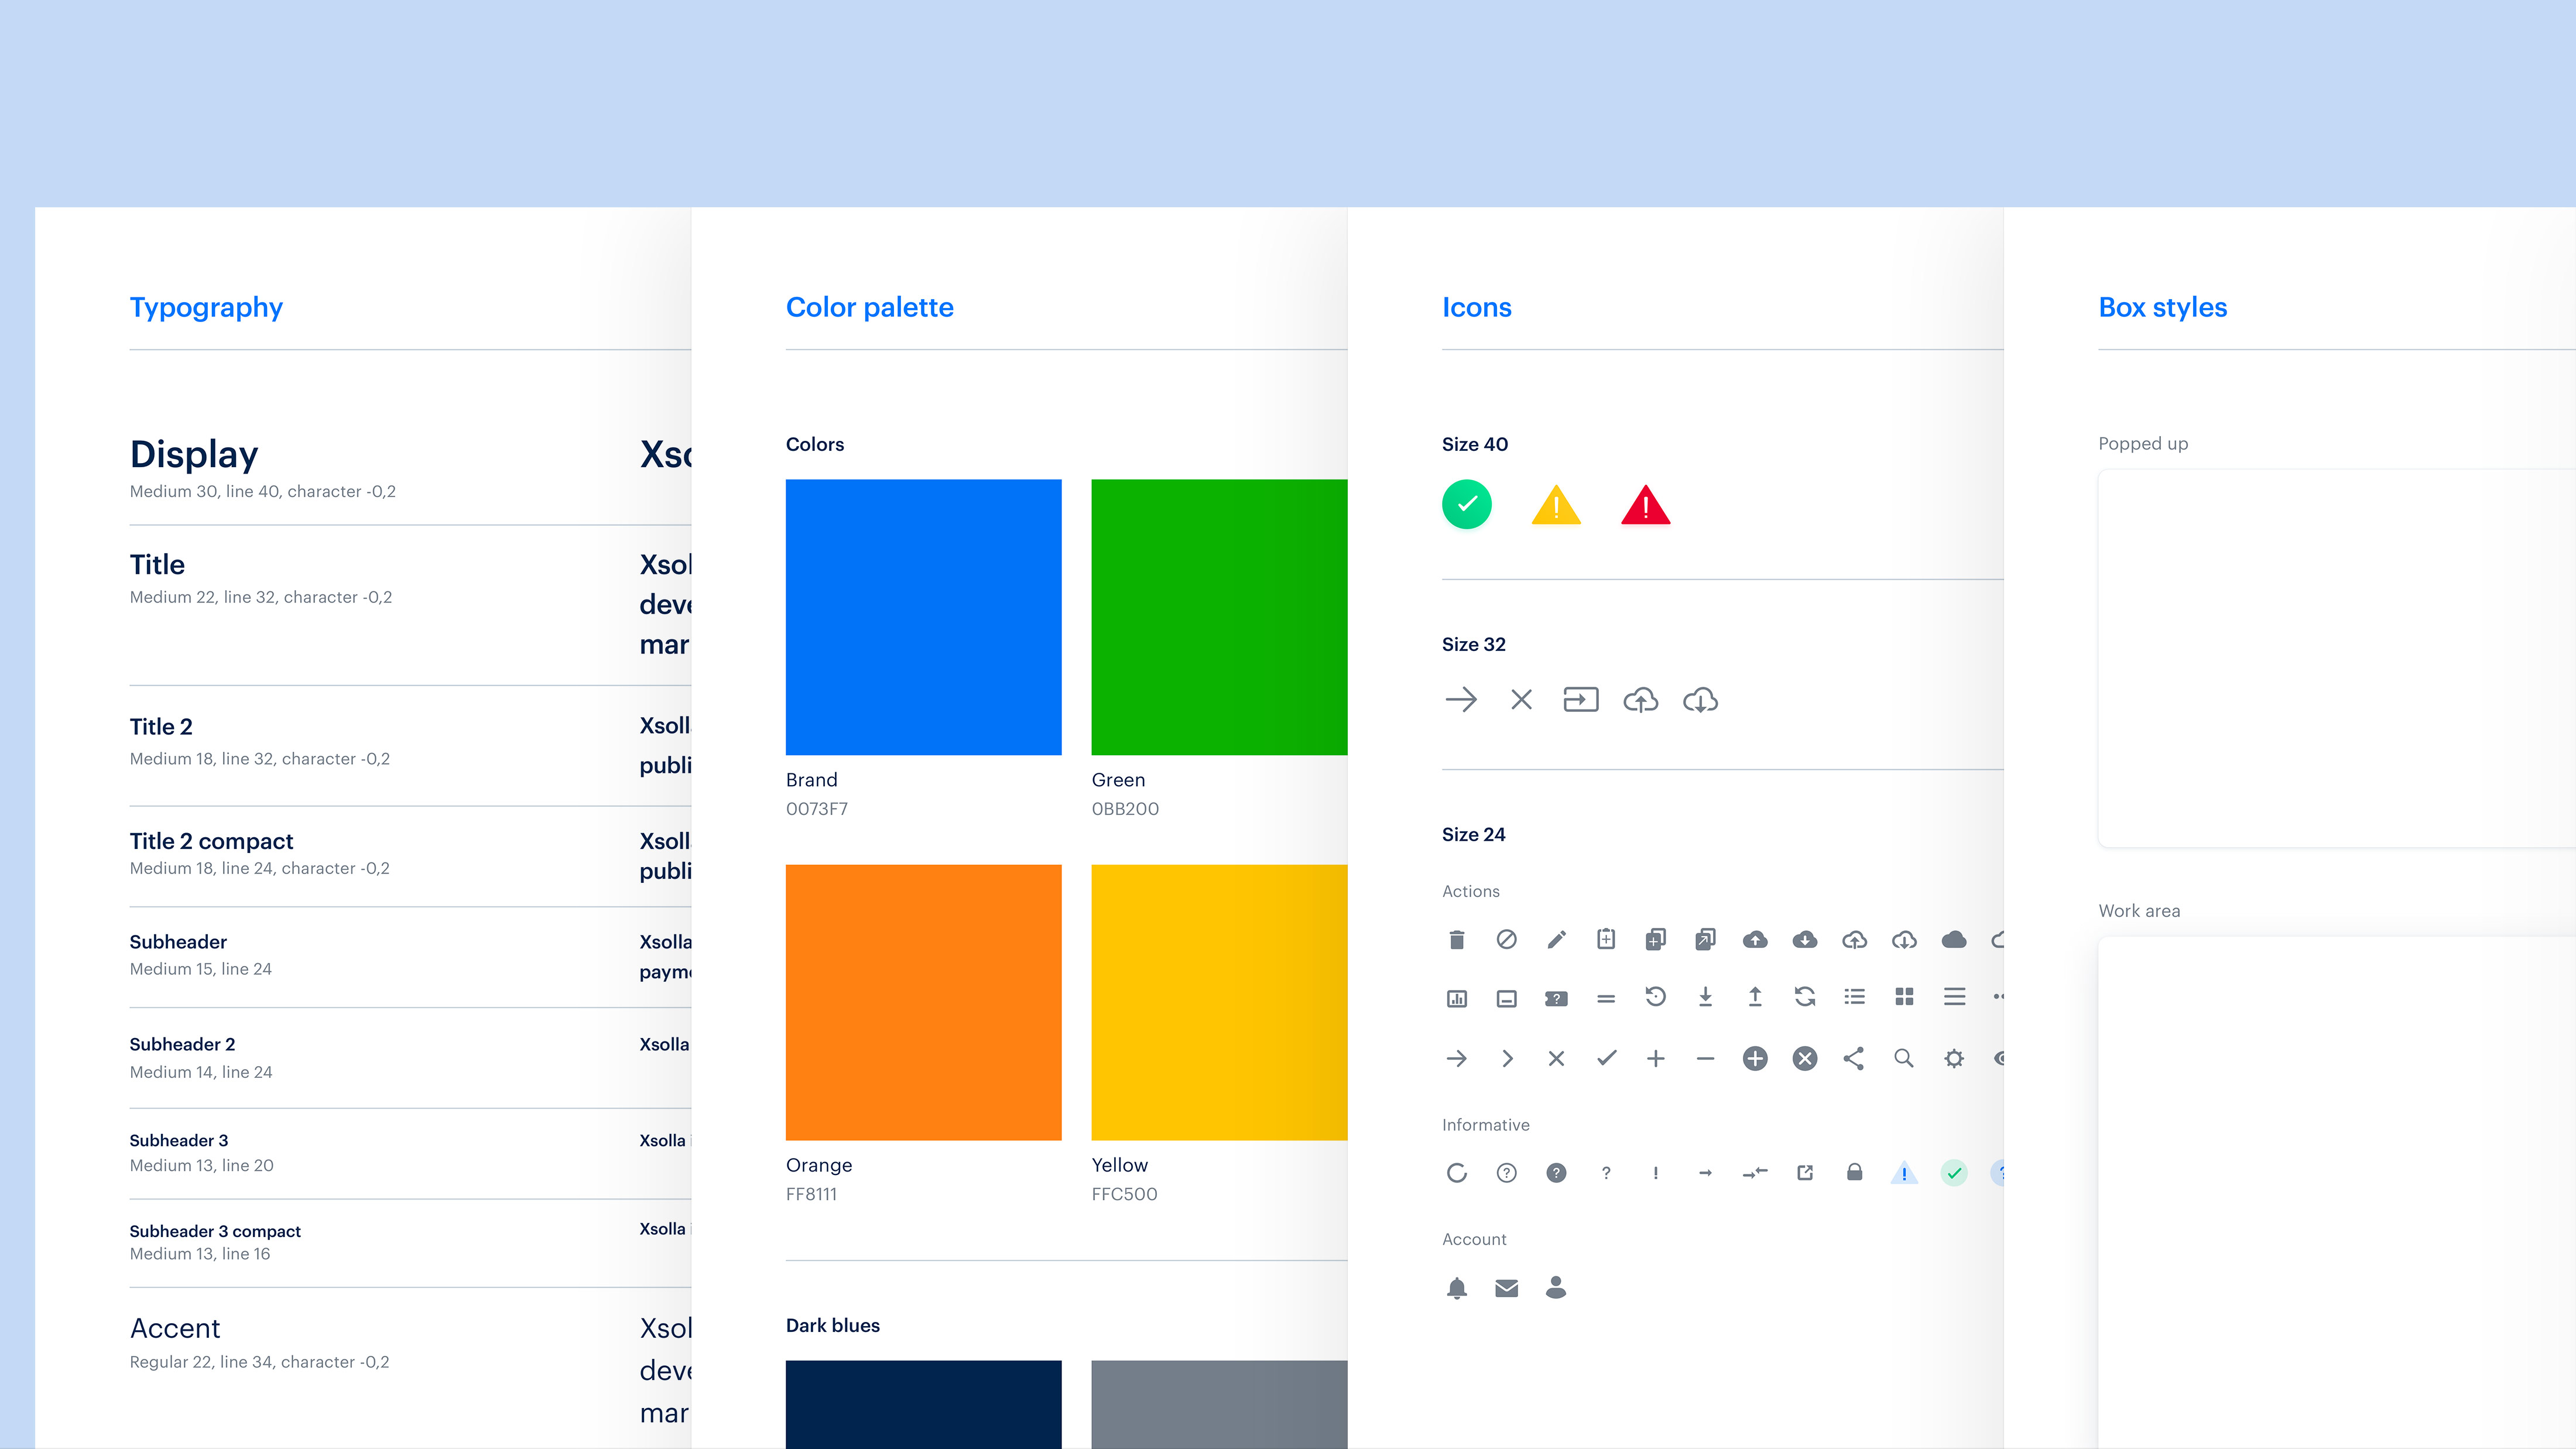 Typography
Display
Medium 30, line 40, character -0,2
Title
Xsol
Medium 22, line 32, character -0,2
deve
mar
Title 2
Xsoll
Medium 18, line 32, character -0,2
publi
Title 2 compact
Xsoll
Medium 18, line 24, character -0,2
publi
Subheader
Xsolla
Medium 15, line 24
payme
Subheader 2
Xsolla
Medium 14, line 24
Subheader 3
Xsolla i
Medium 13, line 20
Subheader 3 compact
Xsolla i
Medium 13, line 16
Accent
Xsol
Regular 22, line 34, character -0,2
deve
mar
Color palette
Colors
Brand
0073F7
Green
0BB200
Orange
FF8111
Yellow
FFC500
Dark blues
Icons
Size 40
Size 32
Size 24
Actions
Informative
Account
Box styles
Popped up
Work area